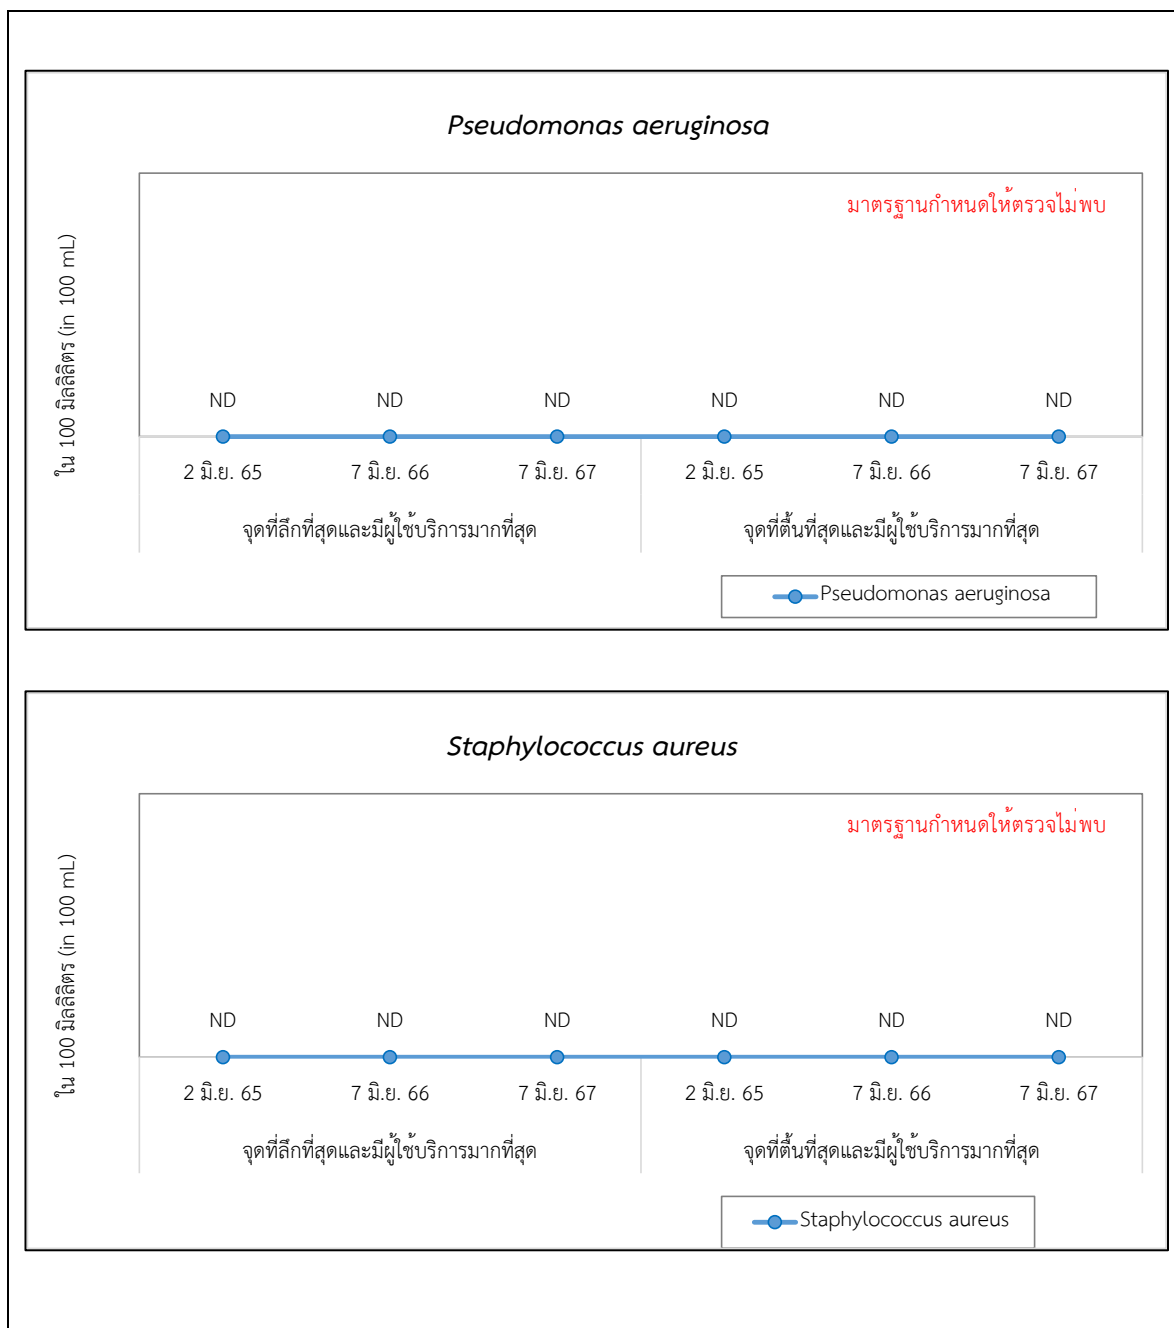 Pseudomonas aeruginosa
มาตรฐานกำหนดให้ตรวจไม่พบ
ใน 100 มิลลิลิตร (in 100 mL)
ND ND ND ND ND ND
2 มิ.ย. 65 7 มิ.ย. 66 7 มิ.ย. 67 2 มิ.ย. 65 7 มิ.ย. 66 7 มิ.ย. 67
จุดที่ลึกที่สุดและมีผู้ใช้บริการมากที่สุด จุดที่ตื้นที่สุดและมีผู้ใช้บริการมากที่สุด
Pseudomonas aeruginosa
Staphylococcus aureus
มาตรฐานกำหนดให้ตรวจไม่พบ
ใน 100 มิลลิลิตร (in 100 mL)
ND ND ND ND ND ND
2 มิ.ย. 65 7 มิ.ย. 66 7 มิ.ย. 67 2 มิ.ย. 65 7 มิ.ย. 66 7 มิ.ย. 67
จุดที่ลึกที่สุดและมีผู้ใช้บริการมากที่สุด จุดที่ตื้นที่สุดและมีผู้ใช้บริการมากที่สุด
Staphylococcus aureus